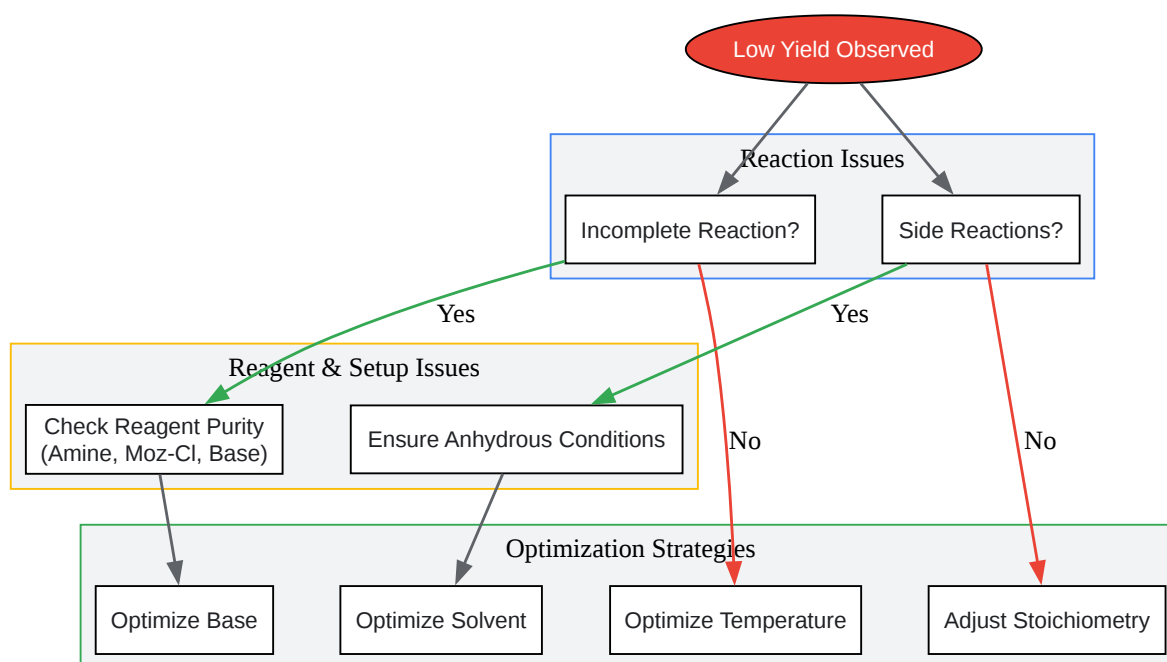 Low Yield Observed
Reaction Issues
Incomplete Reaction?
Side Reactions?
Yes
Yes
Reagent & Setup Issues
Check Reagent Purity
(Amine, Moz-Cl, Base)
Ensure Anhydrous Conditions
No
No
Optimization Strategies
Optimize Base
Optimize Solvent
Optimize Temperature
Adjust Stoichiometry